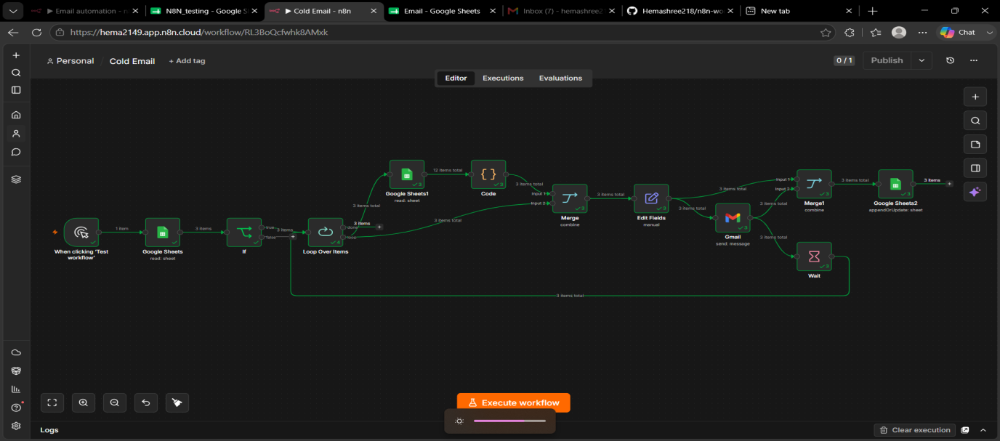 Email automation - n
N8N_testing - Google S
▶ Cold Email - n8n
Email - Google Sheets
Inbox (7) - hemashree2
Hemashree218/n8n-wo
New tab
https://hema2149.app.n8n.cloud/workflow/RL3BoQcfwhk8AMxk
Chat
Personal / Cold Email + Add tag
0 / 1
Publish
Editor
Executions
Evaluations
12 items total
3 items total
Input 1
Input 2
Google Sheets1
read: sheet
Code
3 items total
Merge
combine
3 items total
Edit Fields
manual
3 items total
3 items total
Input 1
Input 2
3 items total
Gmail
send: message
3 items total
Merge1
combine
3 items total
Google Sheets2
appendOrUpdate: sheet
3 items
Wait
1 item
When clicking 'Test
workflow'
Google Sheets
read: sheet
3 items
If
true
false
3 items
Loop Over Items
done
loop
3 items
3 items total
3 items total
3
3
3
3
3
3
3
3
4
Execute workflow
Logs
Clear execution